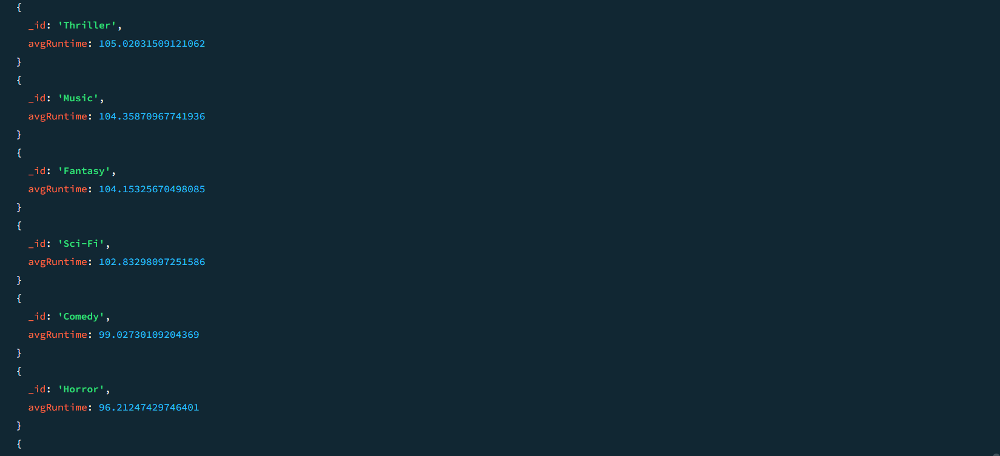 {
  _id: 'Thriller',
  avgRuntime: 105.02031509121062
}
{
  _id: 'Music',
  avgRuntime: 104.35870967741936
}
{
  _id: 'Fantasy',
  avgRuntime: 104.15325670498085
}
{
  _id: 'Sci-Fi',
  avgRuntime: 102.83298097251586
}
{
  _id: 'Comedy',
  avgRuntime: 99.02730109204369
}
{
  _id: 'Horror',
  avgRuntime: 96.21247429746401
}
{